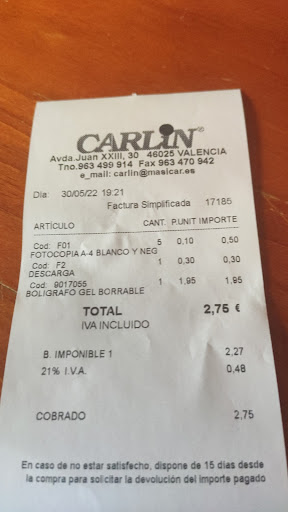 CARLIN®
Avda.Juan XXIII, 30 46025 VALENCIA
Tno.963 499 914 Fax 963 470 942
e_mail: carlin@masicar.es
Día: 30/05/22 19:21
Factura Simplificada 17185
ARTÍCULO CANT. P.UNIT IMPORTE
Cod: F01 5 0,10 0,50
FOTOCOPIA A-4 BLANCO Y NEG
Cod: F2 1 0,30 0,30
DESCARGA
Cod: 9017055 1 1,95 1,95
BOLIGRAFO GEL BORRABLE
TOTAL 2,75 €
IVA INCLUIDO
B. IMPONIBLE 1 2,27
21% I.V.A. 0,48
COBRADO 2,75
En caso de no estar satisfecho, dispone de 15 días desde
la compra para solicitar la devolución del importe pagado